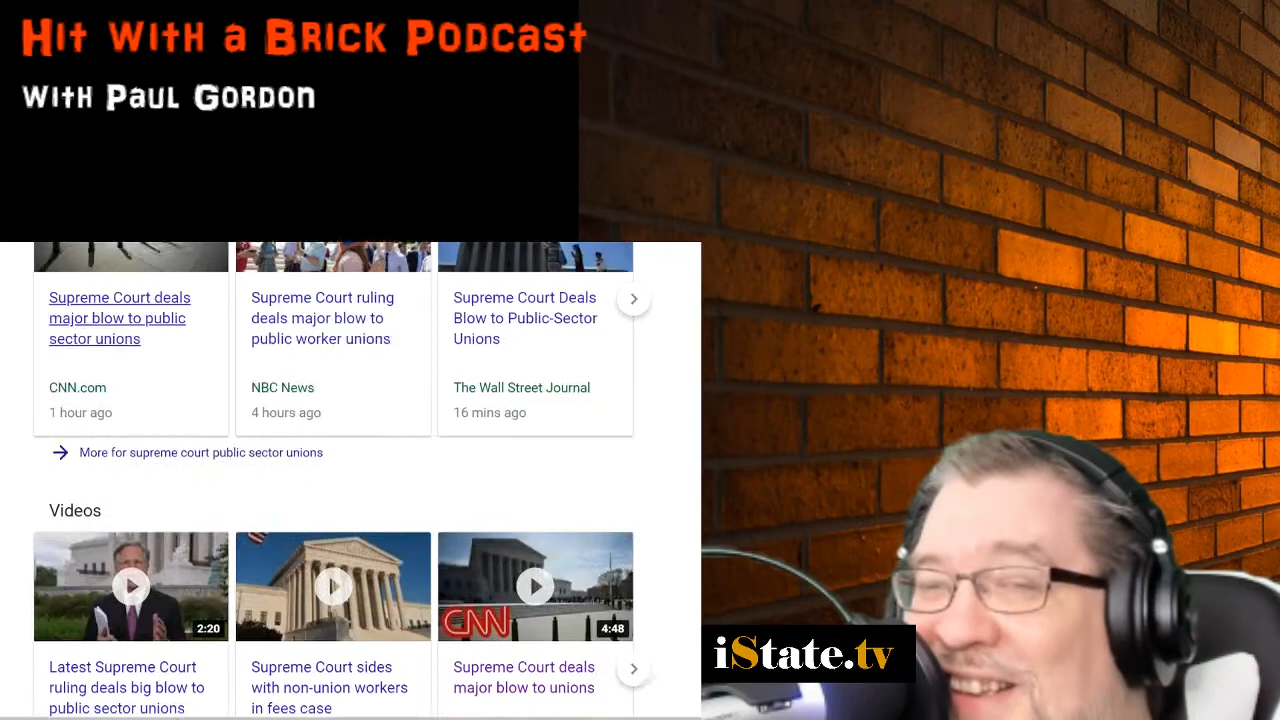 Hit with a Brick Podcast
with Paul Gordon
Supreme Court deals
major blow to public
sector unions
CNN.com
1 hour ago
Supreme Court ruling
deals major blow to
public worker unions
NBC News
4 hours ago
Supreme Court Deals
Blow to Public-Sector
Unions
The Wall Street Journal
16 mins ago
More for supreme court public sector unions
Videos
2:20
CNN
4:48
Latest Supreme Court
ruling deals big blow to
public sector unions
Supreme Court sides
with non-union workers
in fees case
Supreme Court deals
major blow to unions
iState.tv